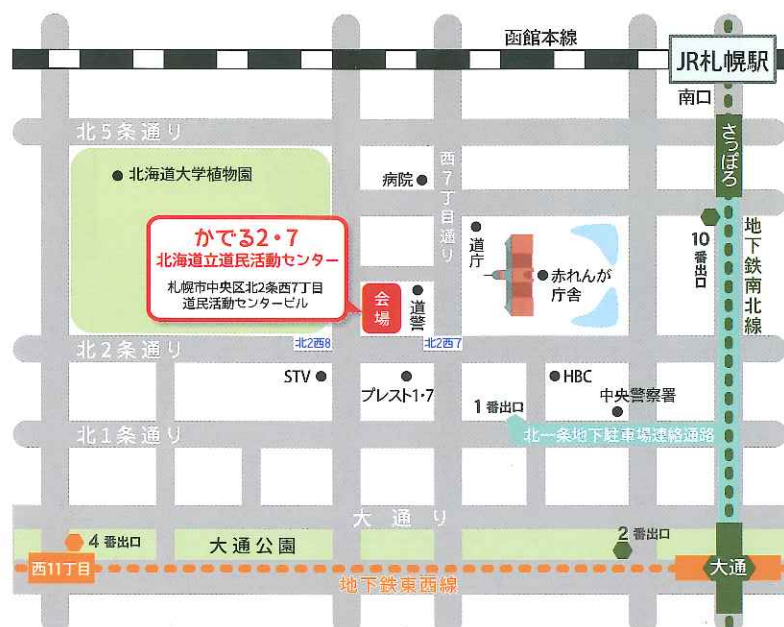 函館本線
JR札幌駅
南口
北5条通り
さっぽろ
北海道大学植物園
病院
西7丁目通り
かでる2・7
北海道立道民活動センター
札幌市中央区北2条西7丁目
道民活動センタービル
会場
道警
道庁
赤れんが
庁舎
10
番出口
地下鉄南北線
北2条通り
北2西8
北2西7
STV
プレスト1・7
HBC
中央警察署
1番出口
北1条通り
北一条地下駐車場連絡通路
大通り
4番出口
大通公園
2番出口
西11丁目
地下鉄東西線
大通